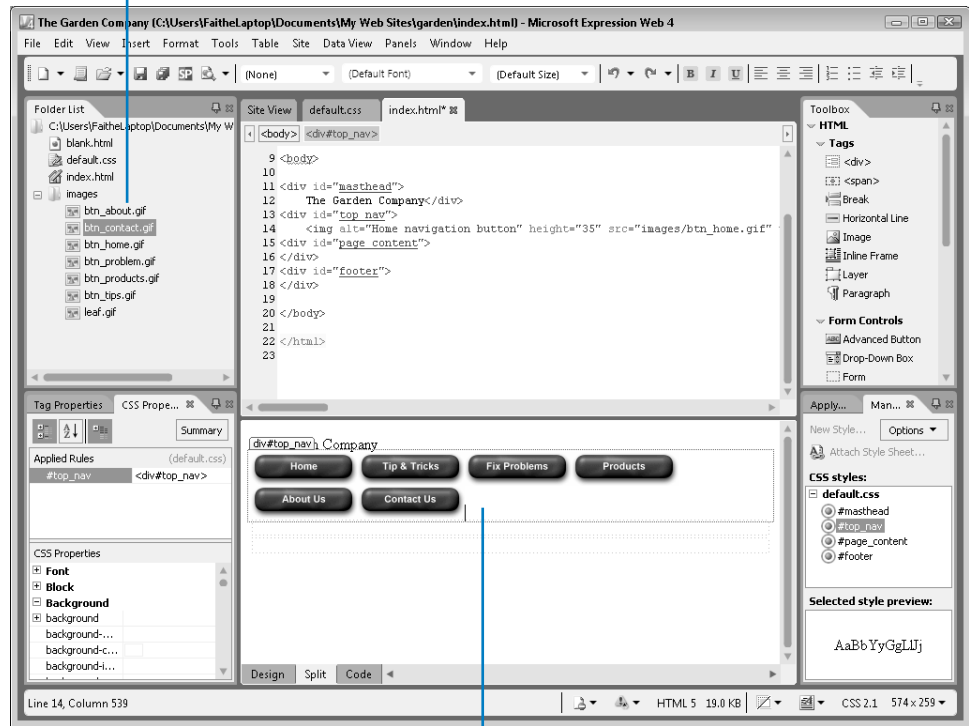 The Garden Company (C:\Users\FaitheLaptop\Documents\My Web Sites\garden\index.html) - Microsoft Expression Web 4
File Edit View Insert Format Tools Table Site Data View Panels Window Help
(None) (Default Font) (Default Size) B I U
Folder List
C:\Users\FaitheLaptop\Documents\My W
blank.html
default.css
index.html
images
btn_about.gif
btn_contact.gif
btn_home.gif
btn_problem.gif
btn_products.gif
btn_tips.gif
leaf.gif
Site View default.css index.html*
<body> <div#top_nav>
9 <body>
10
11 <div id="masthead">
12 The Garden Company</div>
13 <div id="top_nav">
14 <img alt="Home navigation button" height="35" src="images/btn_home.gif"
15 <div id="page_content">
16 </div>
17 <div id="footer">
18 </div>
19
20 </body>
21
22 </html>
23
Toolbox
HTML
Tags
<div>
<span>
Break
Horizontal Line
Image
Inline Frame
Layer
Paragraph
Form Controls
Advanced Button
Drop-Down Box
Form
Tag Properties CSS Prope...
Summary
Applied Rules (default.css)
#top_nav <div#top_nav>
CSS Properties
Font
Block
Background
background
background-...
background-c...
background-i...
div#top_nav n Company
Home Tip & Tricks Fix Problems Products
About Us Contact Us
Design Split Code
Apply... Man...
New Style... Options
Attach Style Sheet...
CSS styles:
default.css
#masthead
#top_nav
#page_content
#footer
Selected style preview:
AaBbYyGgLlJj
Line 14, Column 539 HTML 5 19.0 KB CSS 2.1 574 x 259